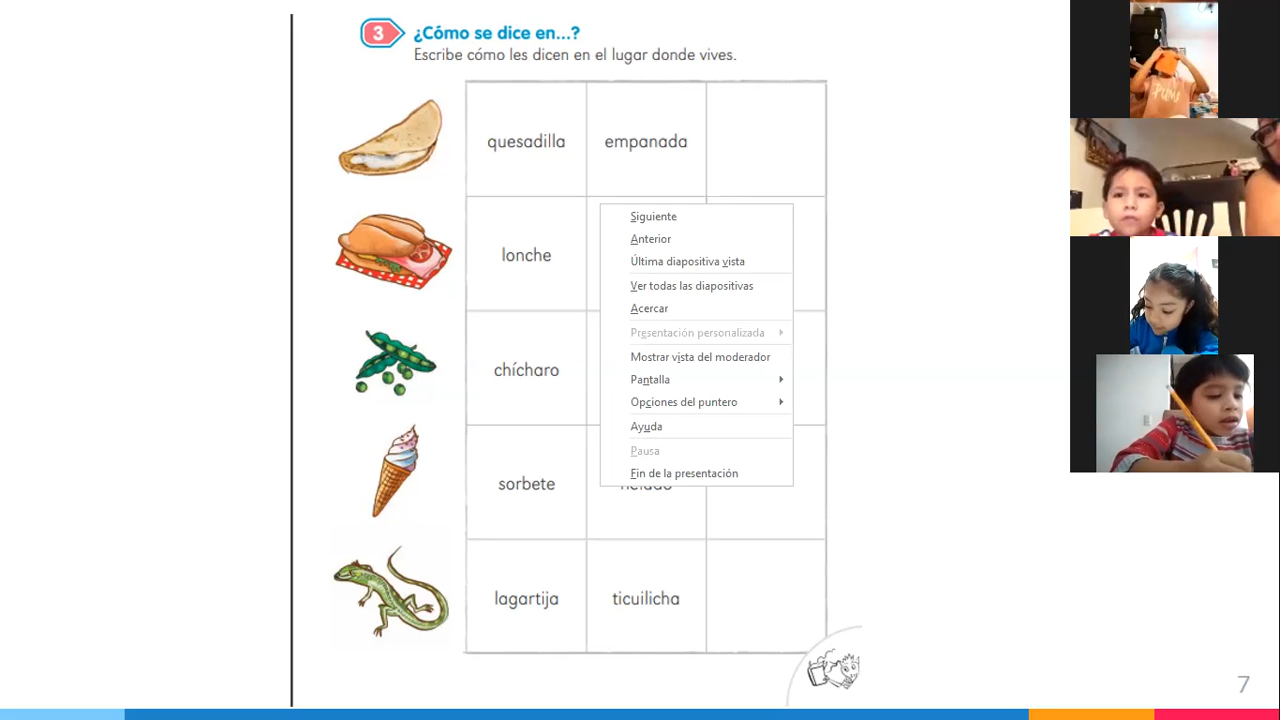 3 ¿Cómo se dice en...?
Escribe cómo les dicen en el lugar donde vives.
quesadilla empanada
lonche
chícharo
sorbete helado
lagartija ticuilicha
Siguiente
Anterior
Última diapositiva vista
Ver todas las diapositivas
Acercar
Presentación personalizada
Mostrar vista del moderador
Pantalla
Opciones del puntero
Ayuda
Pausa
Fin de la presentación
7